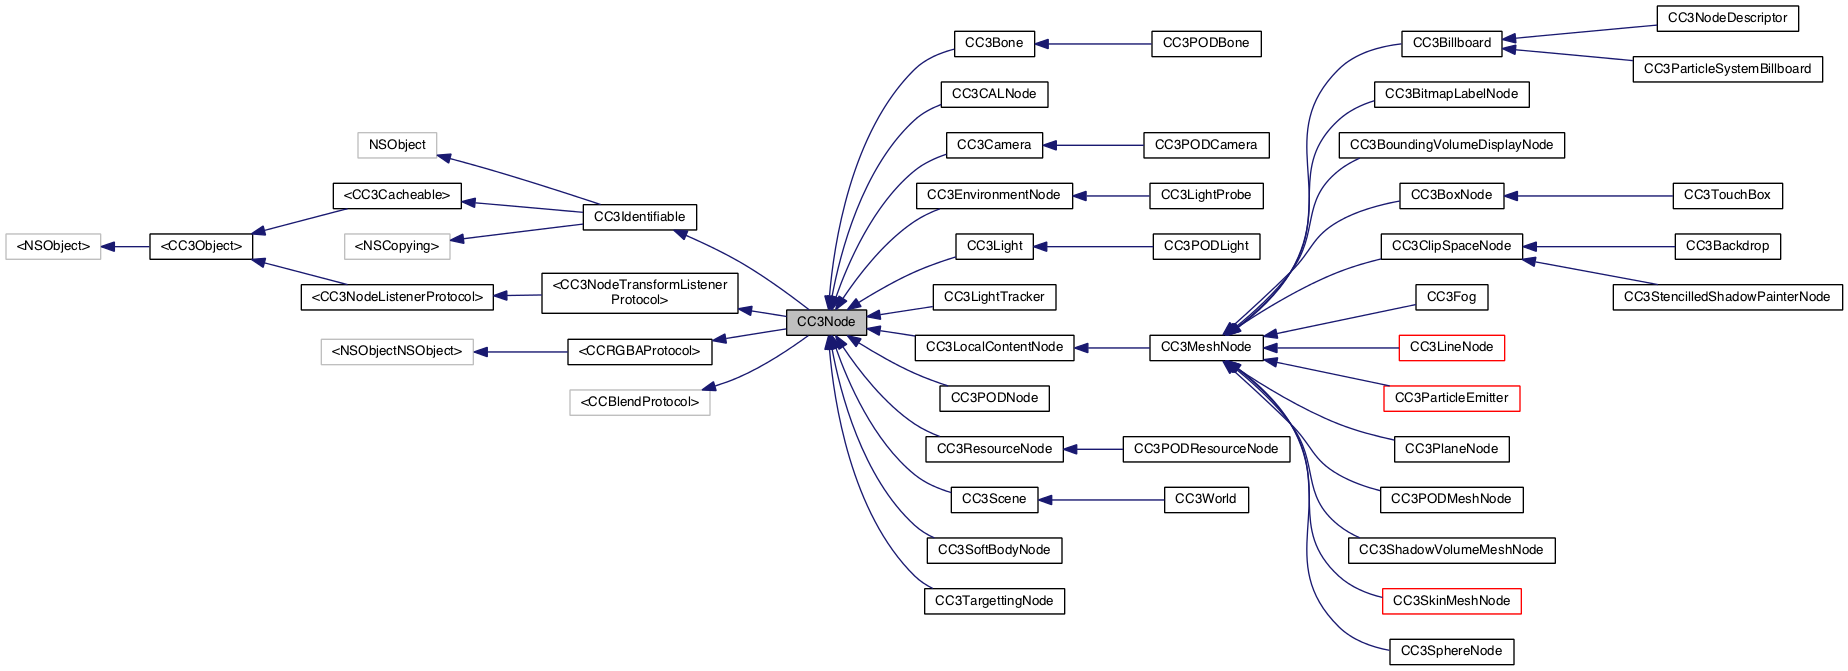 <NSObject>
<CC3Object>
NSObject
<CC3Cacheable>
<NSCopying>
<CC3NodeListenerProtocol>
<NSObjectNSObject>
CC3Identifiable
<CC3NodeTransformListener
Protocol>
<CCRGBAProtocol>
<CCBlendProtocol>
CC3Node
CC3Bone
CC3CALNode
CC3Camera
CC3EnvironmentNode
CC3Light
CC3LightTracker
CC3LocalContentNode
CC3PODNode
CC3ResourceNode
CC3Scene
CC3SoftBodyNode
CC3TargettingNode
CC3PODBone
CC3PODCamera
CC3LightProbe
CC3PODLight
CC3MeshNode
CC3PODResourceNode
CC3World
CC3Billboard
CC3BitmapLabelNode
CC3BoundingVolumeDisplayNode
CC3BoxNode
CC3ClipSpaceNode
CC3Fog
CC3LineNode
CC3ParticleEmitter
CC3PlaneNode
CC3PODMeshNode
CC3ShadowVolumeMeshNode
CC3SkinMeshNode
CC3SphereNode
CC3NodeDescriptor
CC3ParticleSystemBillboard
CC3TouchBox
CC3Backdrop
CC3StencilledShadowPainterNode